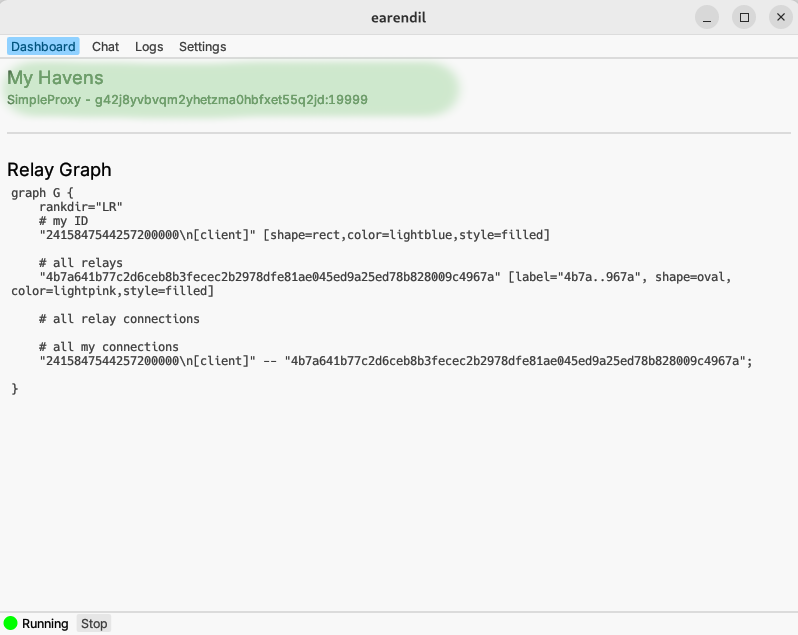 earendil
Dashboard Chat Logs Settings
My Havens
SimpleProxy - g42j8yvbvqm2yhetzma0hbfxet55q2jd:19999
Relay Graph
graph G {
    rankdir="LR"
    # my ID
    "2415847544257200000\n[client]" [shape=rect,color=lightblue,style=filled]
    # all relays
    "4b7a641b77c2d6ceb8b3fecec2b2978dfe81ae045ed9a25ed78b828009c4967a" [label="4b7a..967a", shape=oval,
color=lightpink,style=filled]
    # all relay connections
    # all my connections
    "2415847544257200000\n[client]" -- "4b7a641b77c2d6ceb8b3fecec2b2978dfe81ae045ed9a25ed78b828009c4967a";
}
Running Stop